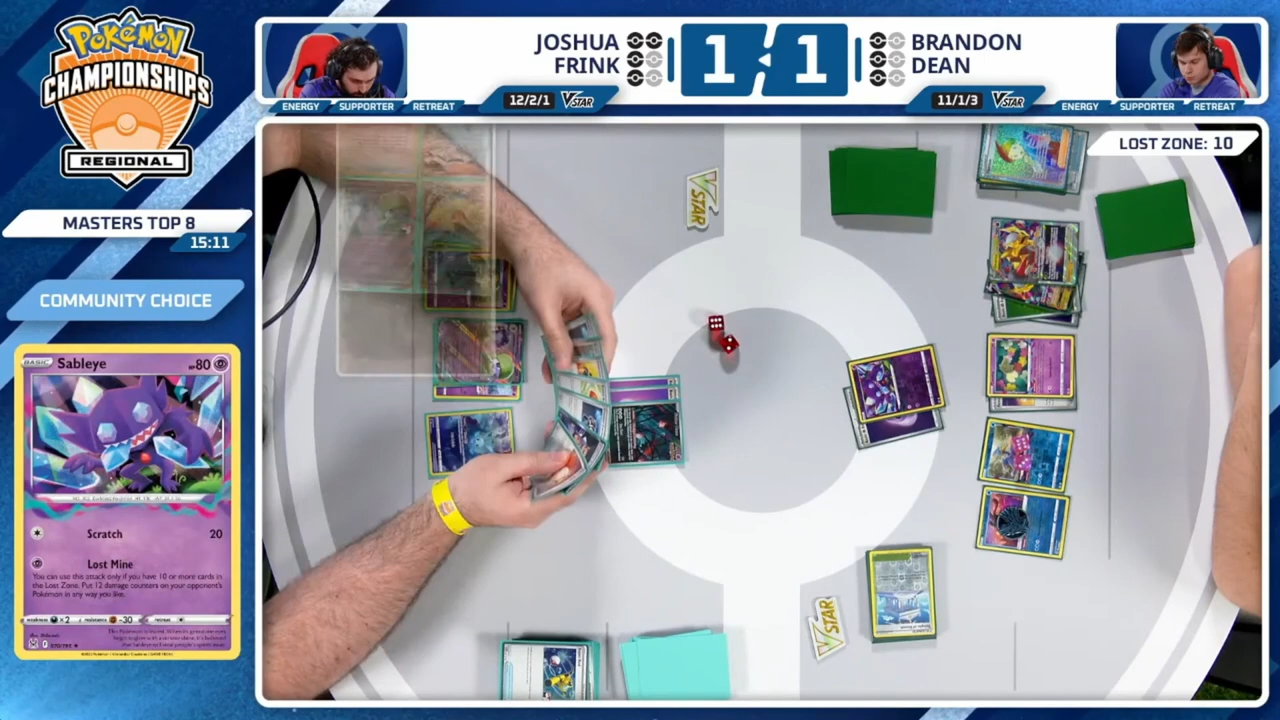 Pokémon
CHAMPIONSHIPS
REGIONAL
MASTERS TOP 8
15:11
COMMUNITY CHOICE
BASIC Sableye HP80
Scratch 20
Lost Mine
You can use this attack only if you have 10 or more cards in
the Lost Zone. Put 12 damage counters on your opponent's
Pokémon in any way you like.
weakness ×2 resistance -30 retreat
JOSHUA
FRINK
1 1
BRANDON
DEAN
ENERGY SUPPORTER RETREAT
12/2/1 VSTAR
11/1/3 VSTAR
ENERGY SUPPORTER RETREAT
LOST ZONE: 10
VSTAR
VSTAR